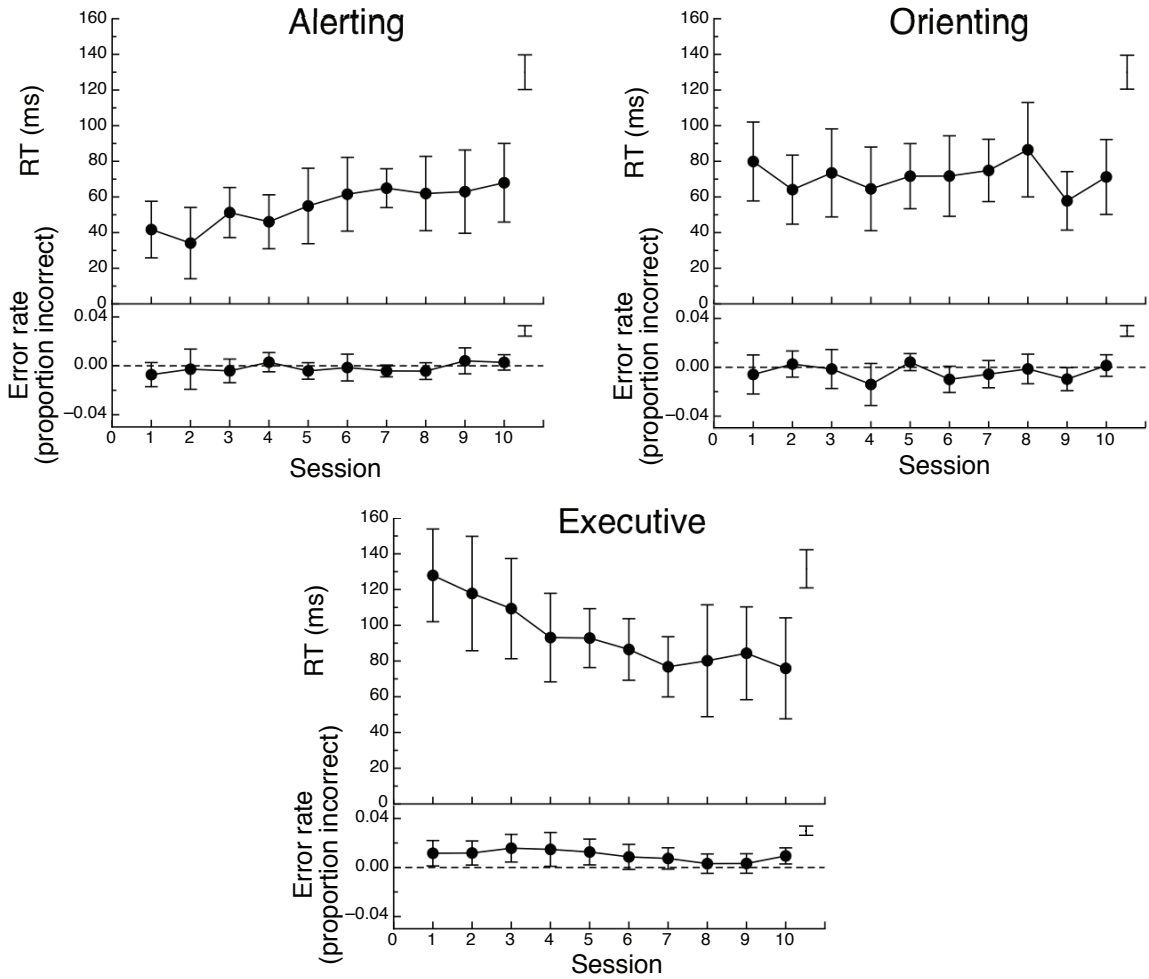 Alerting
RT (ms)
160
140
120
100
80
60
40
20
0
Error rate
(proportion incorrect)
0.04
0.00
−0.04
0 1 2 3 4 5 6 7 8 9 10
Session
Orienting
RT (ms)
160
140
120
100
80
60
40
20
0
Error rate
(proportion incorrect)
0.04
0.00
−0.04
0 1 2 3 4 5 6 7 8 9 10
Session
Executive
RT (ms)
160
140
120
100
80
60
40
20
0
Error rate
(proportion incorrect)
0.04
0.00
−0.04
0 1 2 3 4 5 6 7 8 9 10
Session